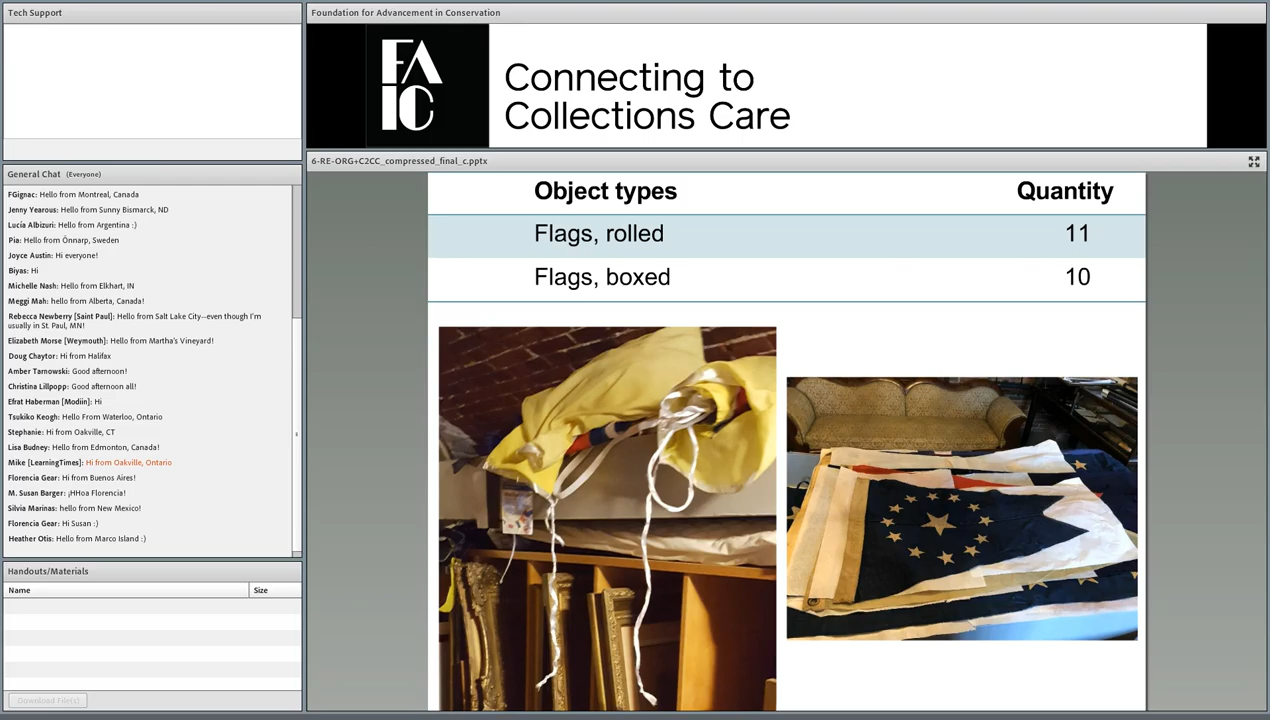 Tech Support
General Chat (Everyone)
FGignac: Hello from Montreal, Canada
Jenny Yearous: Hello from Sunny Bismarck, ND
Lucía Albizuri: Hello from Argentina :)
Pia: Hello from Önnarp, Sweden
Joyce Austin: Hi everyone!
Biyas: Hi
Michelle Nash: Hello from Elkhart, IN
Meggi Mah: hello from Alberta, Canada!
Rebecca Newberry [Saint Paul]: Hello from Salt Lake City--even though I'm
usually in St. Paul, MN!
Elizabeth Morse [Weymouth]: Hello from Martha's Vineyard!
Doug Chaytor: Hi from Halifax
Amber Tarnowski: Good afternoon!
Christina Lillpopp: Good afternoon all!
Efrat Haberman [Modiin]: Hi
Tsukiko Keogh: Hello From Waterloo, Ontario
Stephanie: Hi from Oakville, CT
Lisa Budney: Hello from Edmonton, Canada!
Mike [LearningTimes]: Hi from Oakville, Ontario
Florencia Gear: Hi from Buenos Aires!
M. Susan Barger: ¡HHoa Florencia!
Silvia Marinas: hello from New Mexico!
Florencia Gear: Hi Susan :)
Heather Otis: Hello from Marco Island :)
Handouts/Materials
Name Size
Download File(s)
Foundation for Advancement in Conservation
FA
IC
Connecting to
Collections Care
6-RE-ORG+C2CC_compressed_final_c.pptx
Object types Quantity
Flags, rolled 11
Flags, boxed 10